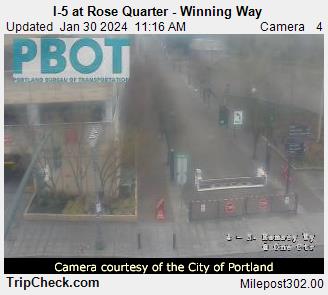 I-5 at Rose Quarter - Winning Way
Updated Jan 30 2024 11:16 AM Camera 4
PBOT
PORTLAND BUREAU OF TRANSPORTATION
Camera courtesy of the City of Portland
TripCheck.com Milepost302.00